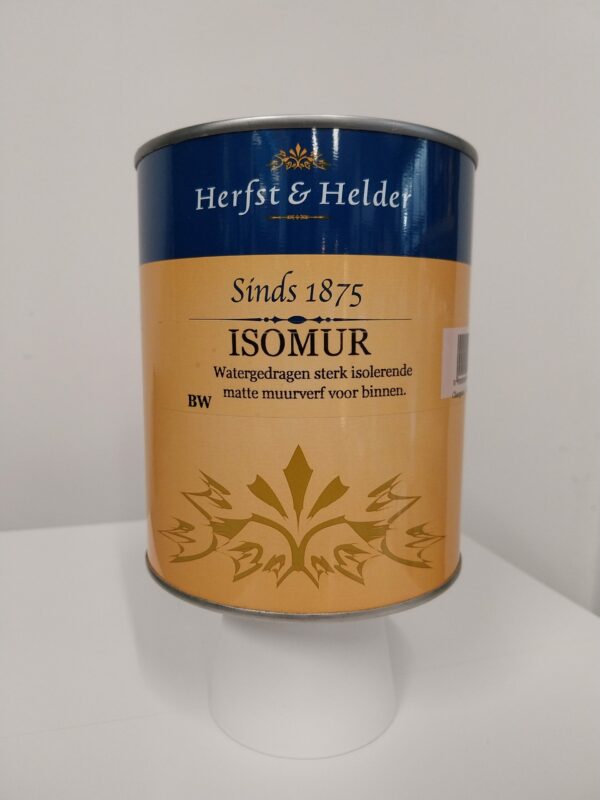 Herfst & Helder
Sinds 1875
ISOMUR
Watergedragen sterk isolerende
matte muurverf voor binnen.
BW